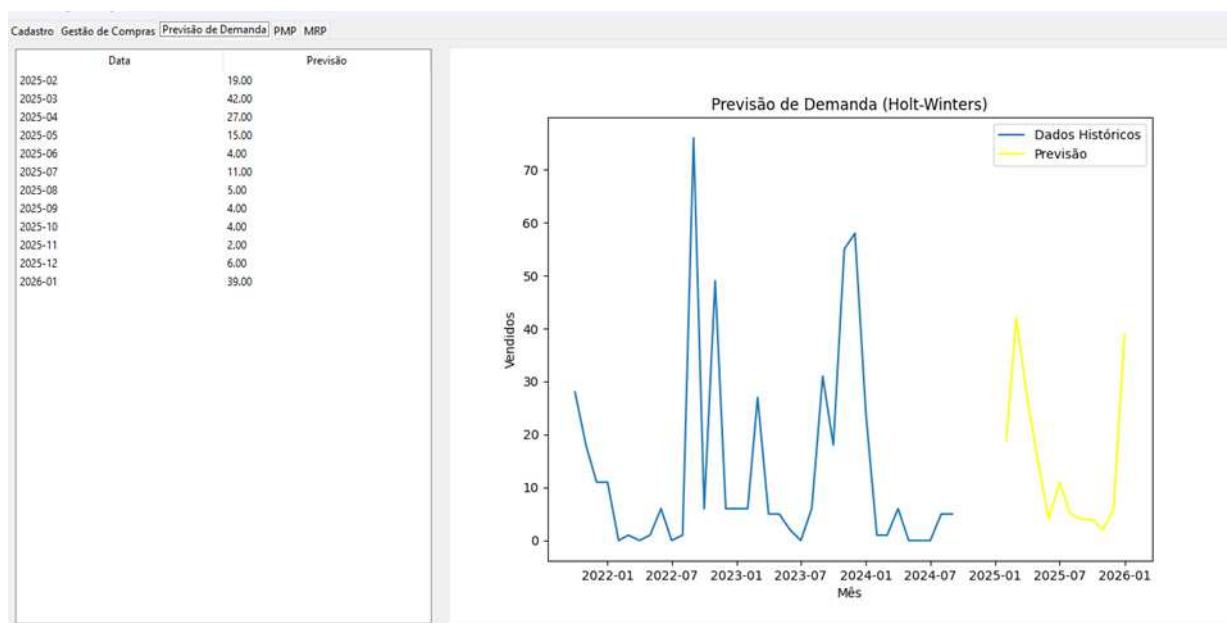 Cadastro Gestão de Compras Previsão de Demanda PMP MRP
Data Previsão
2025-02 19.00
2025-03 42.00
2025-04 27.00
2025-05 15.00
2025-06 4.00
2025-07 11.00
2025-08 5.00
2025-09 4.00
2025-10 4.00
2025-11 2.00
2025-12 6.00
2026-01 39.00
Previsão de Demanda (Holt-Winters)
Dados Históricos
Previsão
Vendidos
70
60
50
40
30
20
10
0
2022-01 2022-07 2023-01 2023-07 2024-01 2024-07 2025-01 2025-07 2026-01
Mês